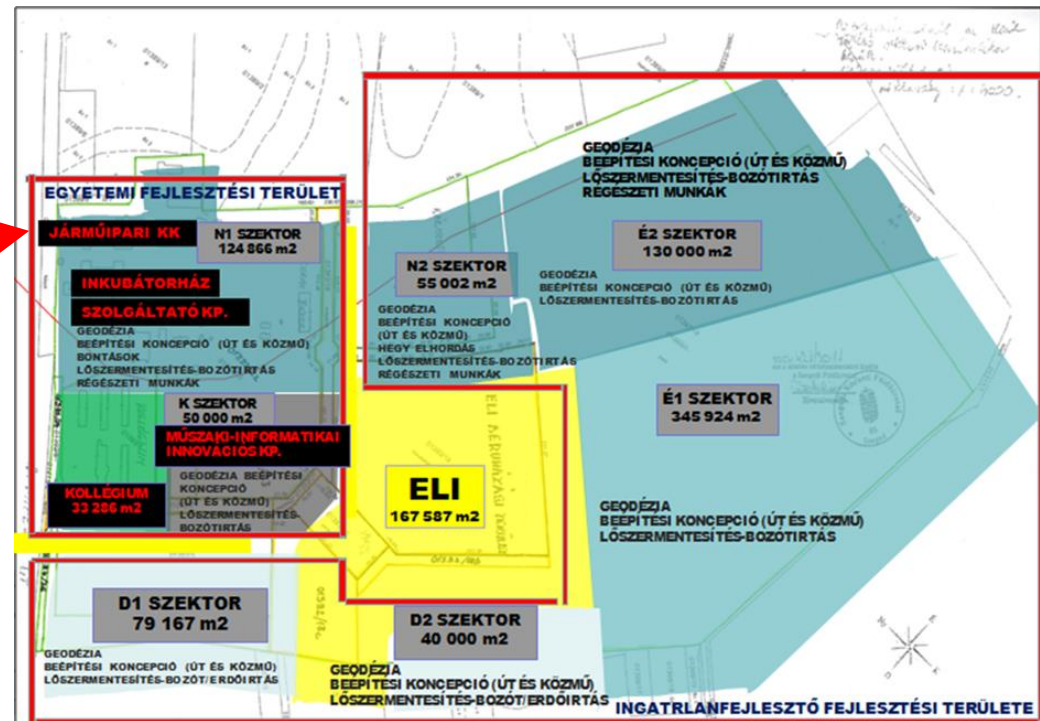 EGYETEMI FEJLESZTÉSI TERÜLET
JÁRMŰIPARI KK
N1 SZEKTOR
124 866 m2
INKUBÁTORHÁZ
SZOLGÁLTATÓ KP.
GEODÉZIA
BEÉPÍTÉSI KONCEPCIÓ (ÚT ÉS KÖZMŰ)
BONTÁSOK
LŐSZERMENTESÍTÉS-BOZÓTIRTÁS
RÉGÉSZETI MUNKÁK
K SZEKTOR
50 000 m2
MŰSZAKI-INFORMATIKAI
INNOVÁCIÓS KP.
KOLLÉGIUM
33 286 m2
GEODÉZIA BEÉPÍTÉSI
KONCEPCIÓ
(ÚT ÉS KÖZMŰ)
LŐSZERMENTESÍTÉS-
BOZÓTIRTÁS
N2 SZEKTOR
55 002 m2
GEODÉZIA
BEÉPÍTÉSI KONCEPCIÓ
(ÚT ÉS KÖZMŰ)
HEGY ELHORDÁS
LŐSZERMENTESÍTÉS-BOZÓTIRTÁS
RÉGÉSZETI MUNKÁK
GEODÉZIA
BEÉPÍTÉSI KONCEPCIÓ (ÚT ÉS KÖZMŰ)
LŐSZERMENTESÍTÉS-BOZÓTIRTÁS
RÉGÉSZETI MUNKÁK
É2 SZEKTOR
130 000 m2
GEODÉZIA
BEÉPÍTÉSI KONCEPCIÓ (ÚT ÉS KÖZMŰ)
LŐSZERMENTESÍTÉS-BOZÓTIRTÁS
É1 SZEKTOR
345 924 m2
GEODÉZIA
BEÉPÍTÉSI KONCEPCIÓ (ÚT ÉS KÖZMŰ)
LŐSZERMENTESÍTÉS-BOZÓTIRTÁS
ELI
167 587 m2
ELI BERUHÁZÁSI TÖMBBE
D1 SZEKTOR
79 167 m2
GEODÉZIA
BEÉPÍTÉSI KONCEPCIÓ (ÚT ÉS KÖZMŰ)
LŐSZERMENTESÍTÉS-BOZÓT/ERDŐIRTÁS
D2 SZEKTOR
40 000 m2
GEODÉZIA
BEÉPÍTÉSI KONCEPCIÓ (ÚT ÉS KÖZMŰ)
LŐSZERMENTESÍTÉS-BOZÓT/ERDŐIRTÁS
INGATRLANFEJLESZTŐ FEJLESZTÉSI TERÜLETE